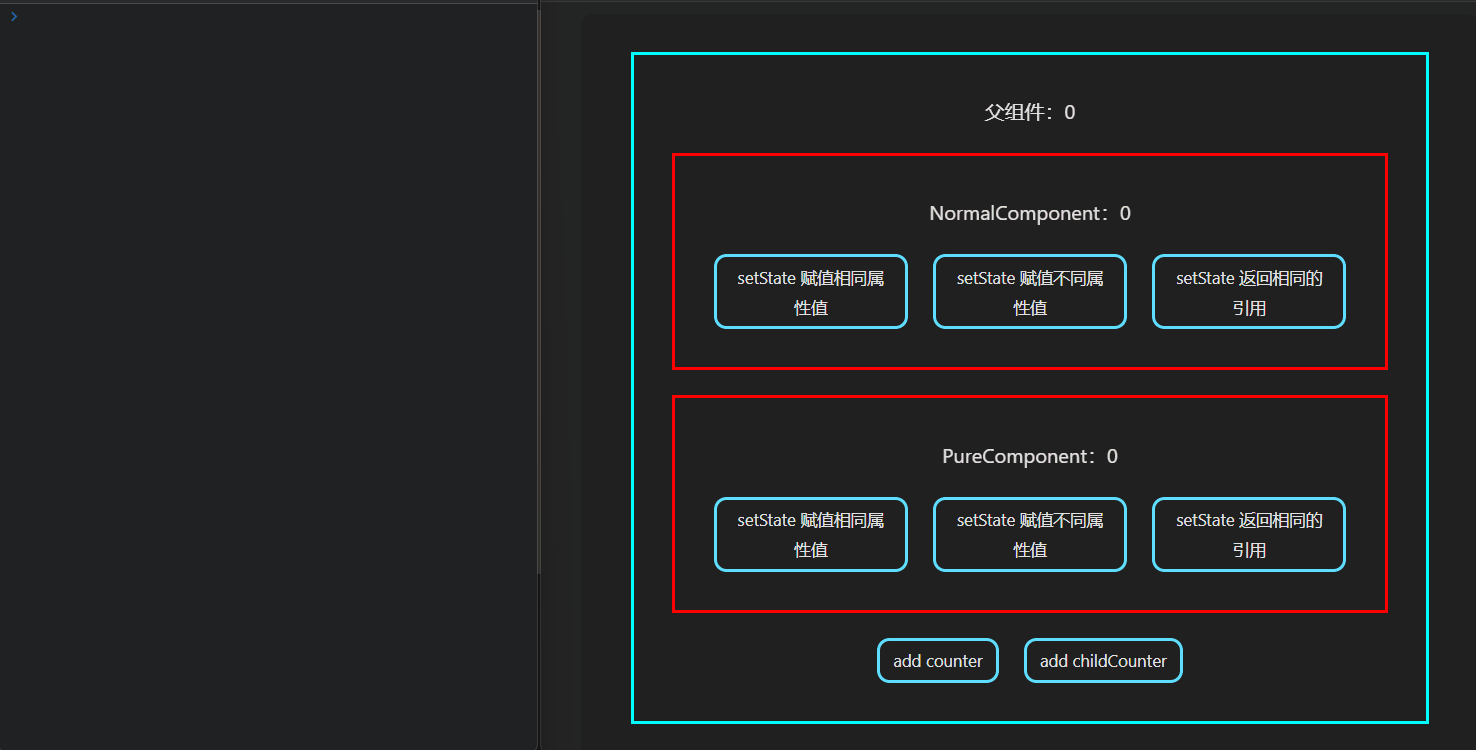 父组件：0
NormalComponent：0
setState 赋值相同属
性值
setState 赋值不同属
性值
setState 返回相同的
引用
PureComponent：0
setState 赋值相同属
性值
setState 赋值不同属
性值
setState 返回相同的
引用
add counter
add childCounter